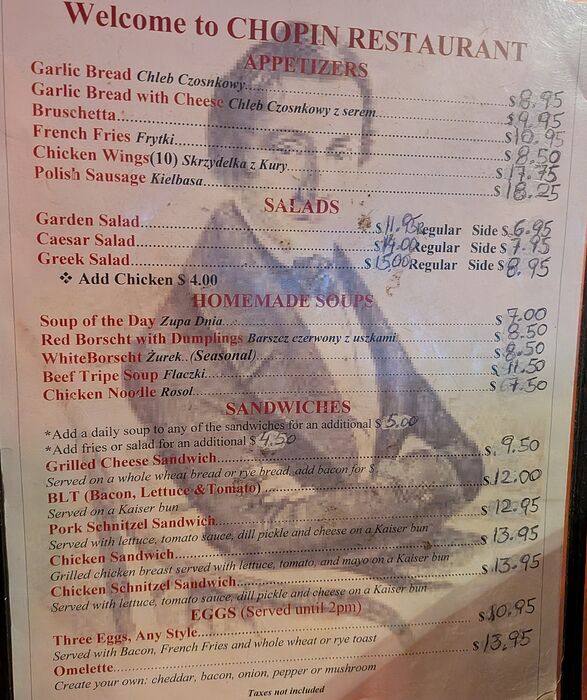 Welcome to CHOPIN RESTAURANT
APPETIZERS
Garlic Bread Chleb Czosnkowy $ 8.95
Garlic Bread with Cheese Chleb Czosnkowy z serem $ 9.95
Bruschetta $ 10.95
French Fries Frytki $ 8.50
Chicken Wings(10) Skrzydelka z Kury $ 17.75
Polish Sausage Kielbasa $ 18.25
SALADS
Garden Salad $ 11.95 Regular Side $ 6.95
Caesar Salad $ 14.00 Regular Side $ 7.95
Greek Salad $ 15.00 Regular Side $ 8.95
❖ Add Chicken $ 4.00
HOMEMADE SOUPS
Soup of the Day Zupa Dnia $ 7.00
Red Borscht with Dumplings Barszcz czerwony z uszkami $ 8.50
WhiteBorscht Żurek..(Seasonal) $ 8.50
Beef Tripe Soup Flaczki $ 11.50
Chicken Noodle Rosol $ 7.50
SANDWICHES
*Add a daily soup to any of the sandwiches for an additional $ 5.00
*Add fries or salad for an additional $ 4.50
Grilled Cheese Sandwich $ 9.50
Served on a whole wheat bread or rye bread, add bacon for $
BLT (Bacon, Lettuce &Tomato) $ 12.00
Served on a Kaiser bun
Pork Schnitzel Sandwich $ 12.95
Served with lettuce, tomato sauce, dill pickle and cheese on a Kaiser bun
Chicken Sandwich $ 13.95
Grilled chicken breast served with lettuce, tomato, and mayo on a Kaiser bun
Chicken Schnitzel Sandwich $ 13.95
Served with lettuce, tomato sauce, dill pickle and cheese on a Kaiser bun
EGGS (Served until 2pm)
Three Eggs, Any Style $ 10.95
Served with Bacon, French Fries and whole wheat or rye toast
Omelette $ 13.95
Create your own: cheddar, bacon, onion, pepper or mushroom
Taxes not included